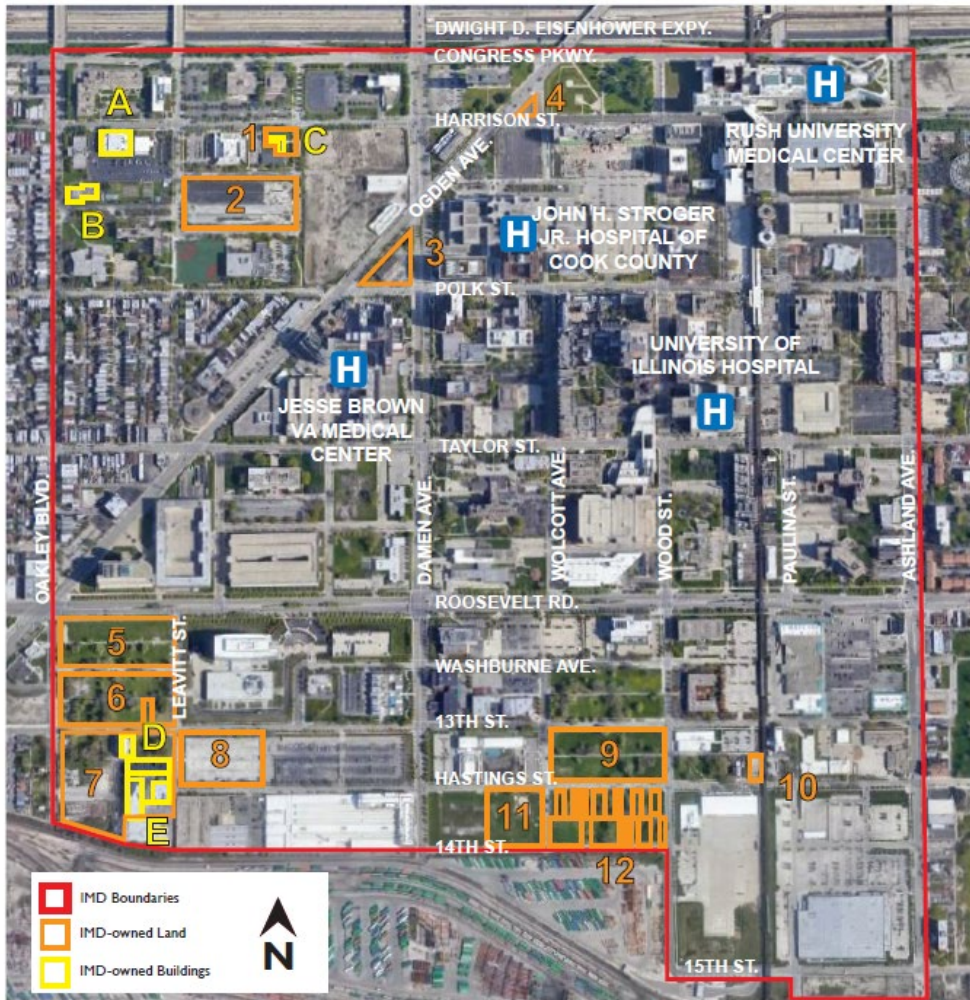 DWIGHT D. EISENHOWER EXPY.
CONGRESS PKWY.
H
A
4
HARRISON ST.
1
C
RUSH UNIVERSITY
MEDICAL CENTER
OGDEN AVE.
2
B
H
JOHN H. STROGER
JR. HOSPITAL OF
COOK COUNTY
3
POLK ST.
UNIVERSITY OF
ILLINOIS HOSPITAL
H
H
JESSE BROWN
VA MEDICAL
CENTER
TAYLOR ST.
OAKLEY BLVD.
DAMEN AVE.
WOLCOTT AVE.
WOOD ST.
PAULINA ST.
ASHLAND AVE.
ROOSEVELT RD.
5
LEAVITT ST.
WASHBURNE AVE.
6
13TH ST.
D
7
8
9
HASTINGS ST.
10
11
E
14TH ST.
12
IMD Boundaries
IMD-owned Land
IMD-owned Buildings
N
15TH ST.